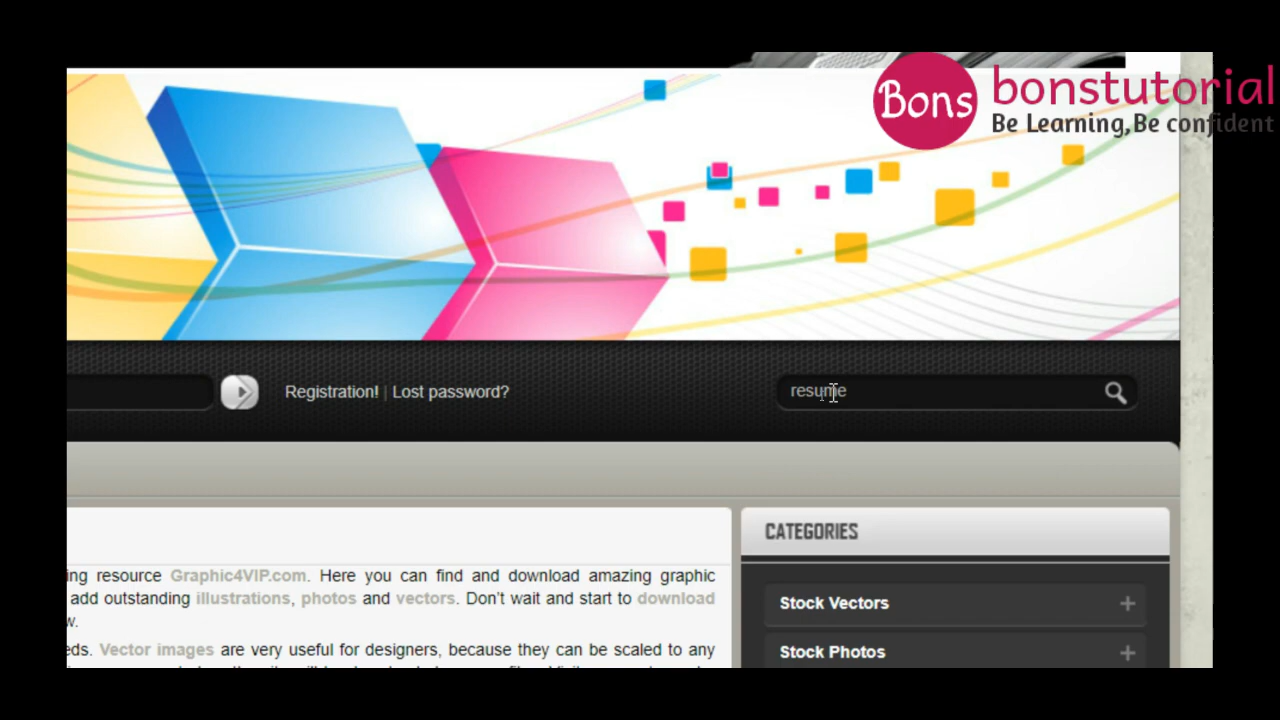 Bons
bonstutorial
Be Learning,Be confident
Registration! | Lost password?
resume
CATEGORIES
ing resource Graphic4VIP.com. Here you can find and download amazing graphic
add outstanding illustrations, photos and vectors. Don't wait and start to download
w.
eds. Vector images are very useful for designers, because they can be scaled to any
Stock Vectors
Stock Photos